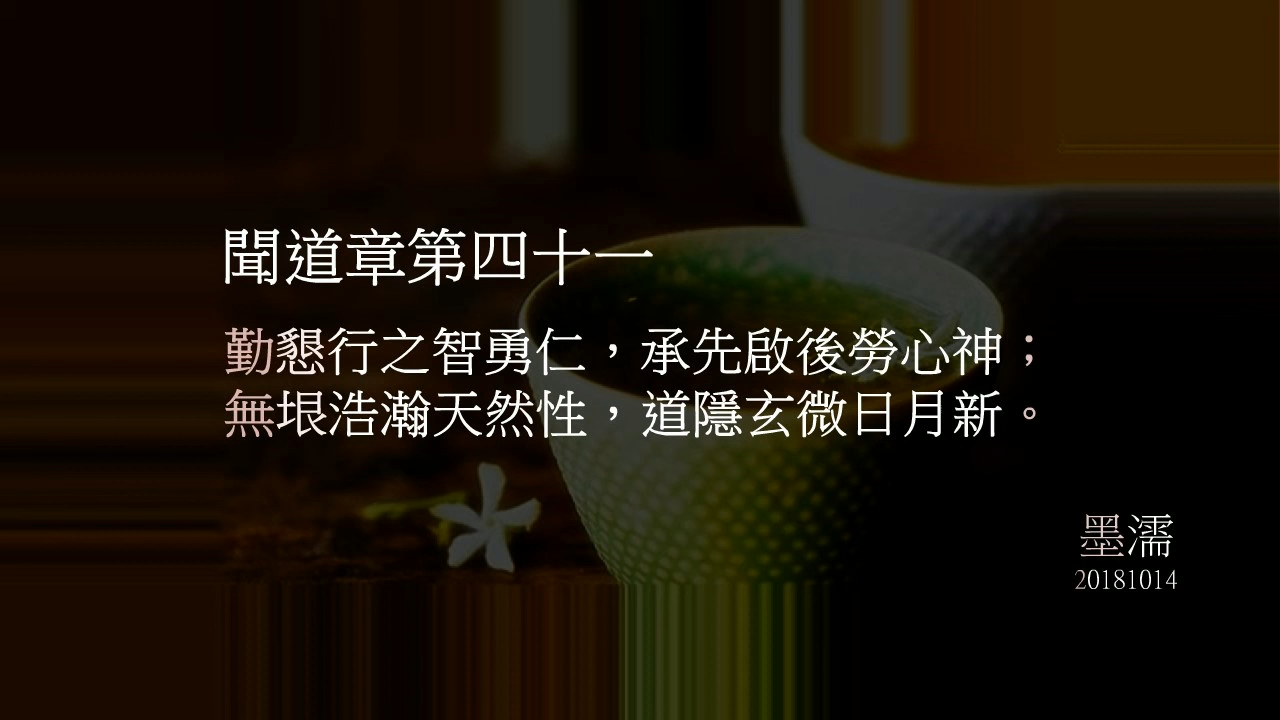 聞道章第四十一
勤懇行之智勇仁，承先啟後勞心神；
無垠浩瀚天然性，道隱玄微日月新。
墨濡
20181014